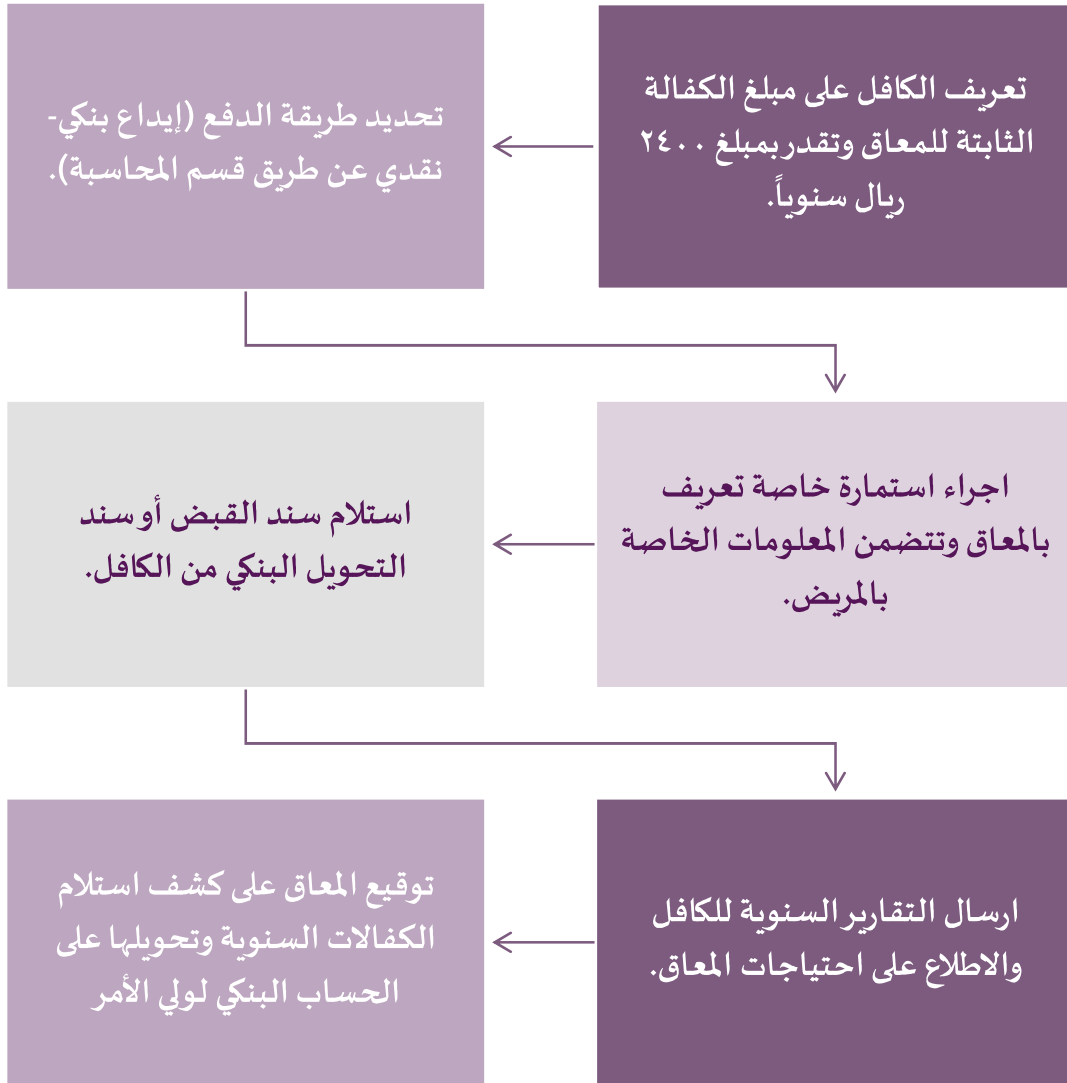 تعريف الكافل على مبلغ الكفالة
الثابتة للمعاق وتقدر بمبلغ ٢٤٠٠
ريال سنوياً.
تحديد طريقة الدفع (إيداع بنكي-
نقدي عن طريق قسم المحاسبة).
اجراء استمارة خاصة تعريف
بالمعاق وتتضمن المعلومات الخاصة
بالمريض.
استلام سند القبض أو سند
التحويل البنكي من الكافل.
ارسال التقارير السنوية للكافل
والاطلاع على احتياجات المعاق.
توقيع المعاق على كشف استلام
الكفالات السنوية وتحويلها على
الحساب البنكي لولي الأمر